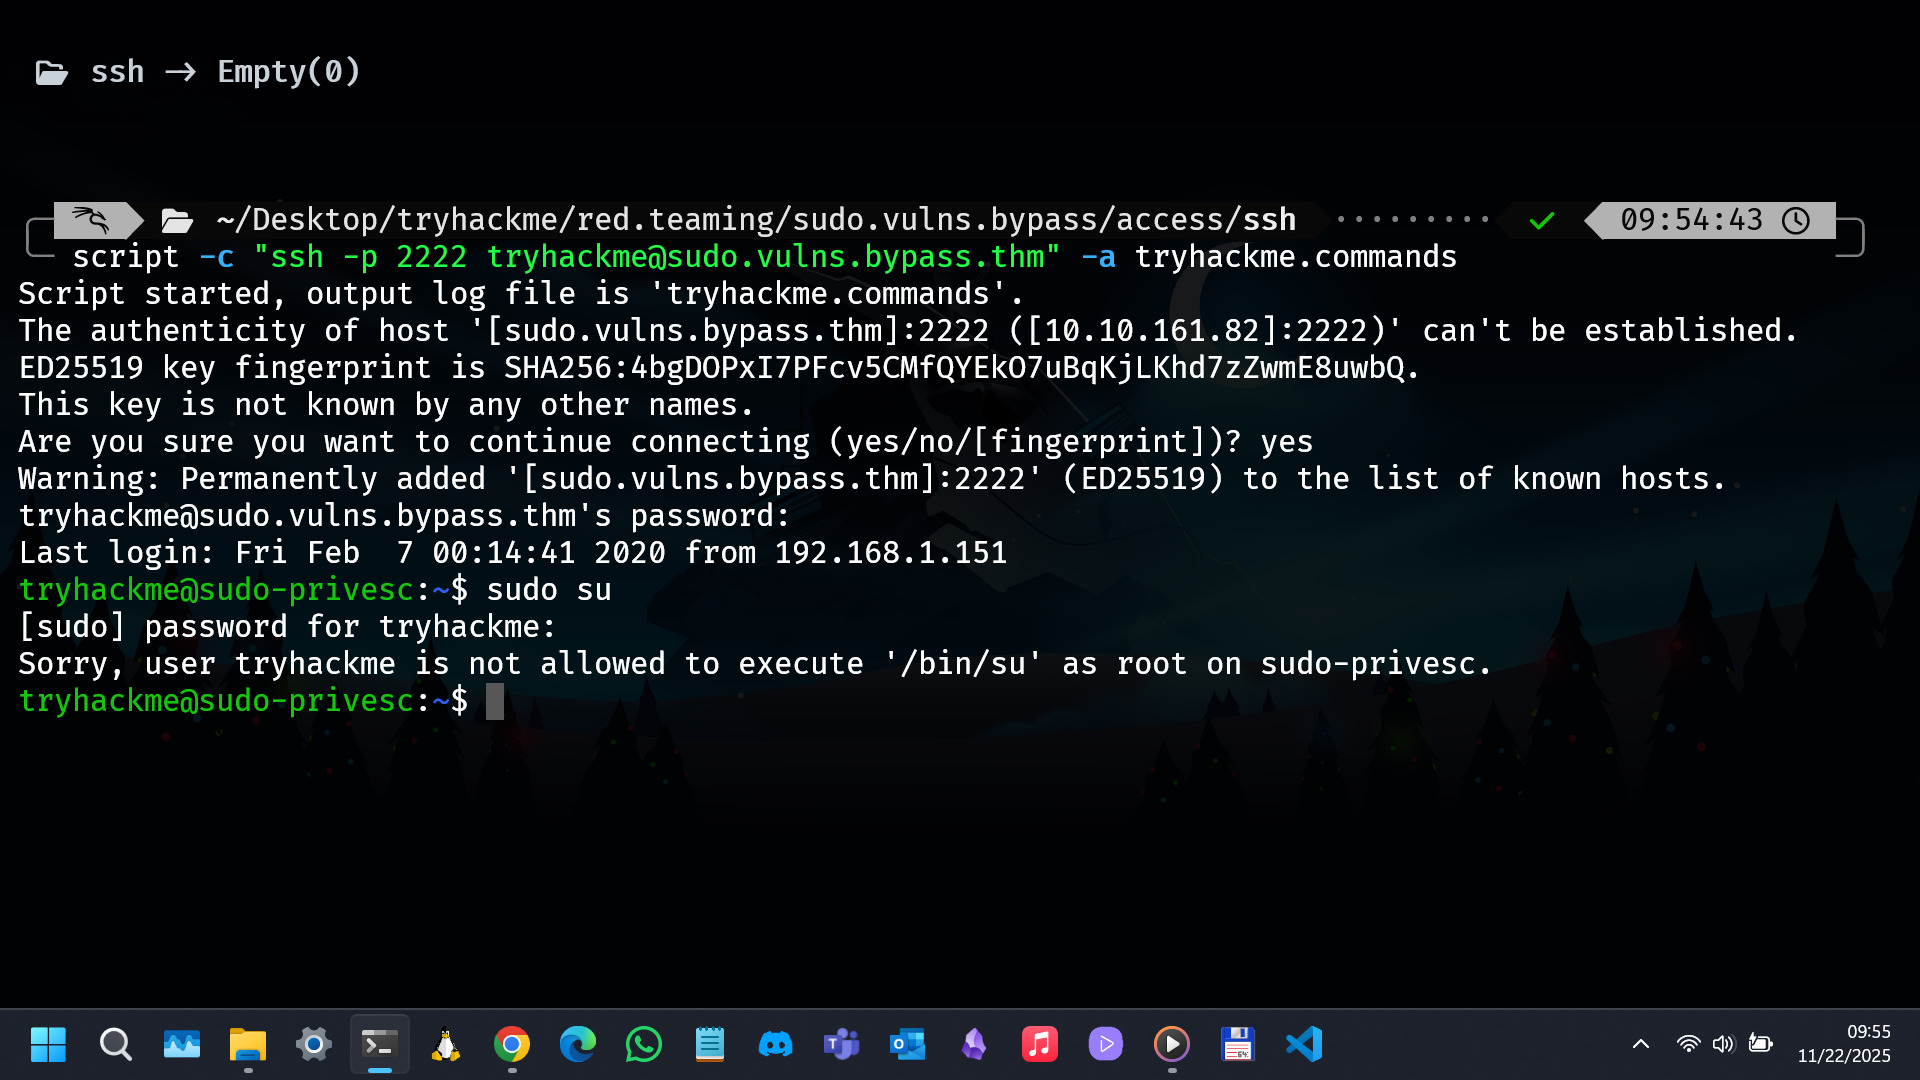 ssh → Empty(0)
~/Desktop/tryhackme/red.teaming/sudo.vulns.bypass/access/ssh ········· ✓ 09:54:43
script -c "ssh -p 2222 tryhackme@sudo.vulns.bypass.thm" -a tryhackme.commands
Script started, output log file is 'tryhackme.commands'.
The authenticity of host '[sudo.vulns.bypass.thm]:2222 ([10.10.161.82]:2222)' can't be established.
ED25519 key fingerprint is SHA256:4bgDOPxI7PFcv5CMfQYEkO7uBqKjLKhd7zZwmE8uwbQ.
This key is not known by any other names.
Are you sure you want to continue connecting (yes/no/[fingerprint])? yes
Warning: Permanently added '[sudo.vulns.bypass.thm]:2222' (ED25519) to the list of known hosts.
tryhackme@sudo.vulns.bypass.thm's password:
Last login: Fri Feb  7 00:14:41 2020 from 192.168.1.151
tryhackme@sudo-privesc:~$ sudo su
[sudo] password for tryhackme:
Sorry, user tryhackme is not allowed to execute '/bin/su' as root on sudo-privesc.
tryhackme@sudo-privesc:~$
09:55
11/22/2025